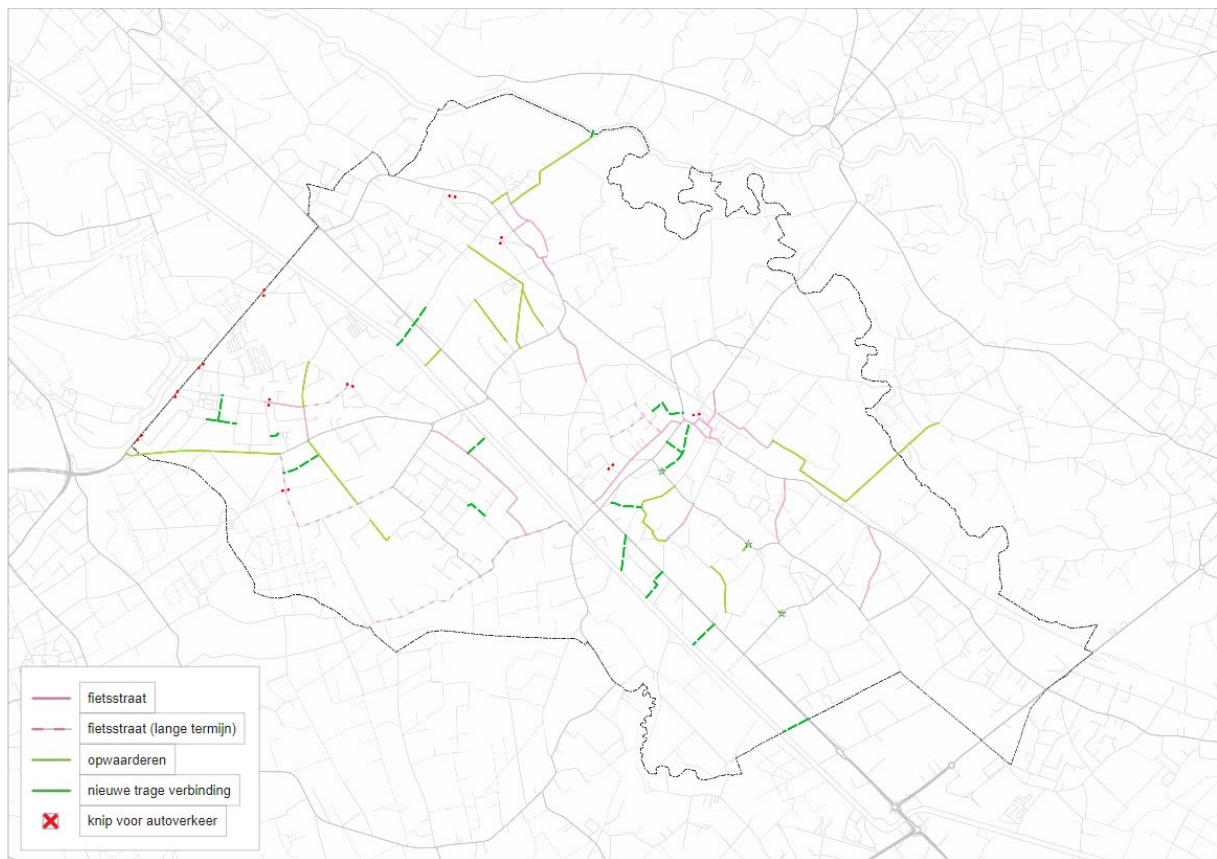 fietsstraat
fietsstraat (lange termijn)
opwaarderen
nieuwe trage verbinding
knip voor autoverkeer